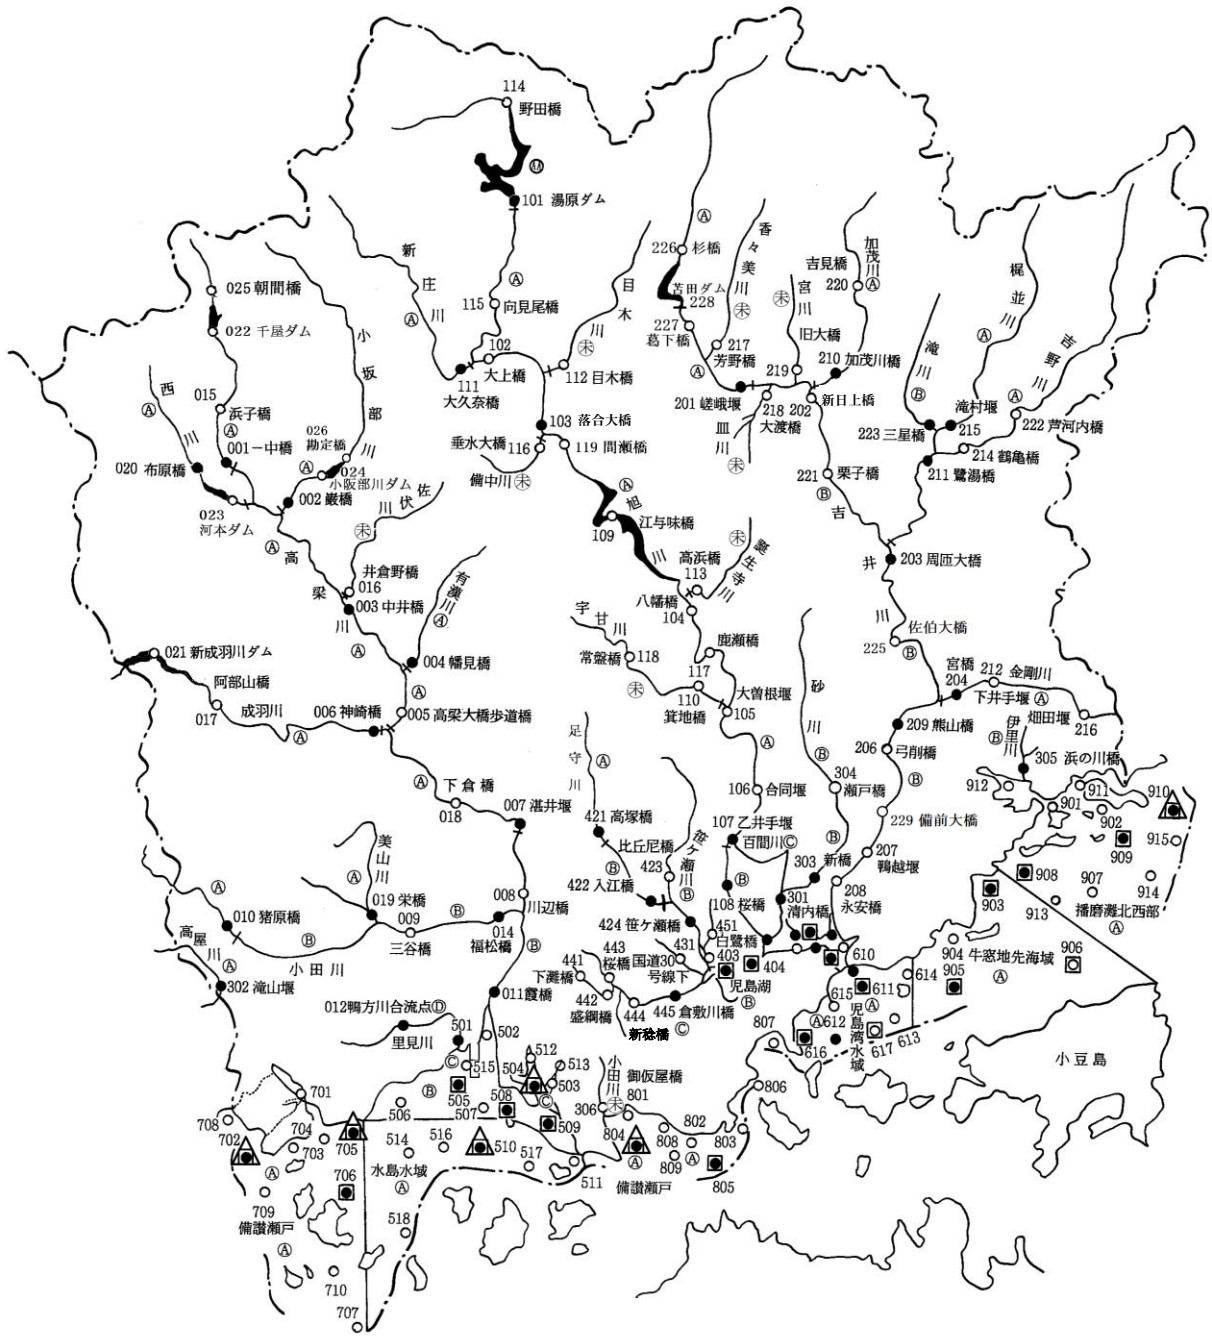 114
野田橋
Ⓜ
101 湯原ダム
新庄川
Ⓐ
Ⓐ
115 向見尾橋
102
大上橋
111
大久奈橋
目木川
㊍
112 目木橋
103 落合大橋
垂水大橋
116
119 間瀬橋
備中川
Ⓐ
旭川
109
江与味橋
025 朝間橋
022 千屋ダム
小坂部川
015
浜子橋
Ⓐ
西川
Ⓐ
001 一中橋
026
勘定橋
024
小阪部川ダム
Ⓐ
020 布原橋
002 巌橋
023
河本ダム
Ⓐ
高梁川
佐伏川
井倉野橋
016
003 中井橋
有漢川
Ⓐ
Ⓐ
004 幡見橋
Ⓐ
005 高梁大橋歩道橋
021 新成羽川ダム
阿部山橋
017
成羽川
Ⓐ
006 神崎橋
Ⓐ
下倉橋
018
007 湛井堰
226 杉橋
Ⓐ
苫田ダム
228
227
葛下橋
香々美川
217
芳野橋
Ⓐ
201 嵯峨堰
宮川
旧大橋
219
218
大渡橋
皿川
吉見橋
220
加茂川
Ⓐ
210 加茂川橋
202
新田上橋
221
栗子橋
Ⓑ
吉井川
滝川
Ⓑ
223 三星橋
梶並川
Ⓐ
滝村堰
215
吉野川
Ⓐ
222 芦河内橋
214 鶴亀橋
211 鷺湯橋
203 周匝大橋
佐伯大橋
225
Ⓑ
高浜橋
113
誕生寺川
八幡橋
104
宇甘川
常盤橋
118
鹿瀬橋
117
110
箕地橋
大曽根堰
105
Ⓐ
106 合同堰
砂川
Ⓑ
304
瀬戸橋
Ⓑ
宮橋
204
212 金剛川
下井手堰
Ⓐ
216
畑田堰
209 熊山橋
206 弓削橋
Ⓑ
229 備前大橋
207
鴨越堰
208
永安橋
伊里川
Ⓑ
305 浜の川橋
912
901
911
902
910
909
915
908
907
914
903
913
播磨灘北西部
Ⓐ
904
牛窓地先海域
Ⓐ
905
906
足守川
Ⓐ
421 高塚橋
Ⓑ
比丘尼橋
423
422 入江橋
笹ヶ瀬川
Ⓑ
424 笹ヶ瀬橋
107 乙井手堰
百間川Ⓒ
Ⓑ
108 桜橋
303
新橋
301
清内橋
451
白鷺橋
403
404
児島湖
Ⓑ
431
国道30
号線下
443
桜橋
441
下灘橋
442
盛綱橋
444
新稔橋
445 倉敷川橋
Ⓒ
610
614
615
611
Ⓐ
Ⓐ
612
616
617
613
児島湾水域
807
806
小豆島
美山川
Ⓐ
019 栄橋
Ⓐ
010 猪原橋
Ⓑ
小田川
009
三谷橋
Ⓑ
014
福松橋
008
川辺橋
Ⓑ
高屋川
Ⓐ
302 滝山堰
011霞橋
012鴨方川合流点Ⓓ
里見川
501
502
Ⓒ
515
505
Ⓑ
506
507
508
512
504
513
503
Ⓒ
509
510
511
514
516
517
518
水島水域
Ⓐ
小田川
306
御仮屋橋
801
802
803
804
808
809
805
Ⓐ
備讃瀬戸
Ⓐ
701
708
702
704
703
705
706
709
Ⓐ
備讃瀬戸
Ⓐ
710
707